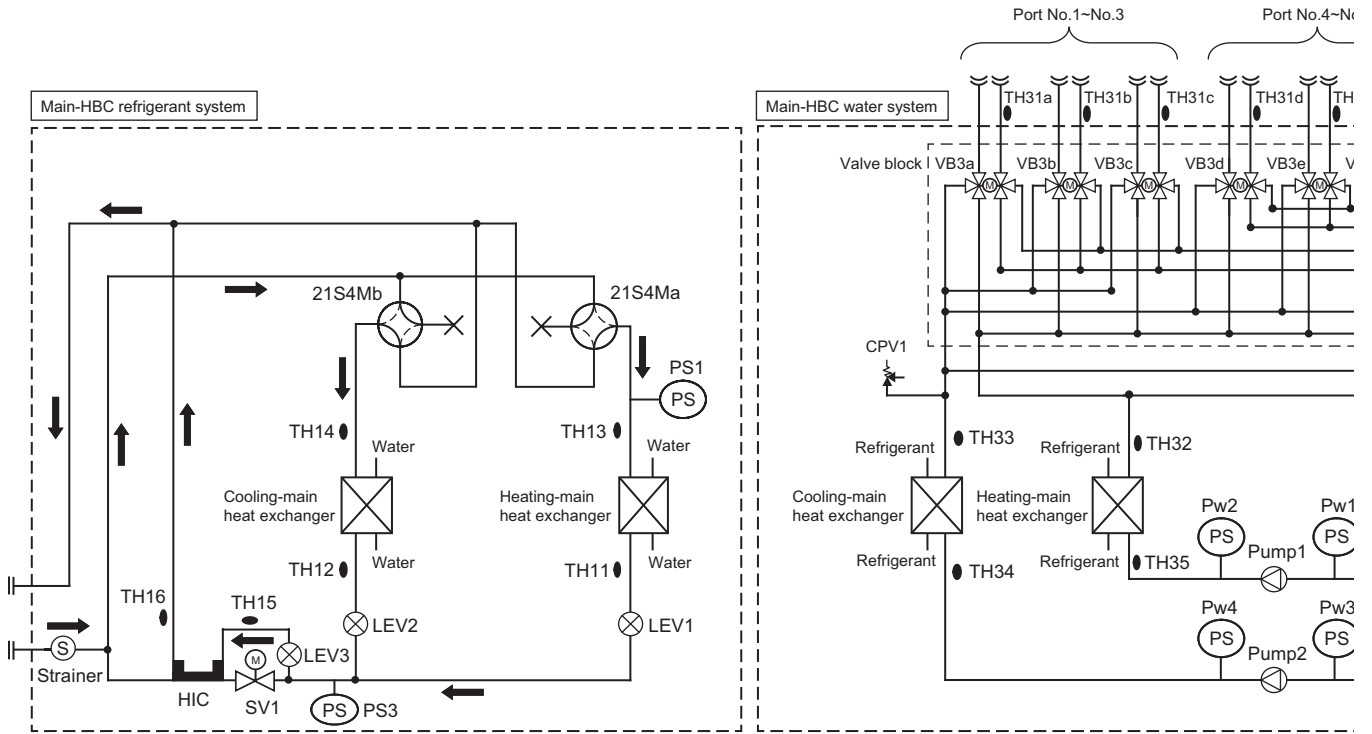 Port No.1~No.3
Port No.4~No
Main-HBC refrigerant system
Main-HBC water system
TH31a
TH31b
TH31c
TH31d
TH
Valve block
VB3a
VB3b
VB3c
VB3d
VB3e
V
M
M
M
M
M
21S4Mb
21S4Ma
CPV1
PS1
PS
TH14
TH13
TH33
TH32
Water
Water
Refrigerant
Refrigerant
Cooling-main
heat exchanger
Heating-main
heat exchanger
Cooling-main
heat exchanger
Heating-main
heat exchanger
Pw2
PS
Pw1
PS
Pump1
Water
Water
Refrigerant
Refrigerant
TH12
TH11
TH34
TH35
TH16
TH15
LEV2
LEV1
Pw4
PS
Pw3
PS
Pump2
S
Strainer
LEV3
M
HIC
SV1
PS
PS3